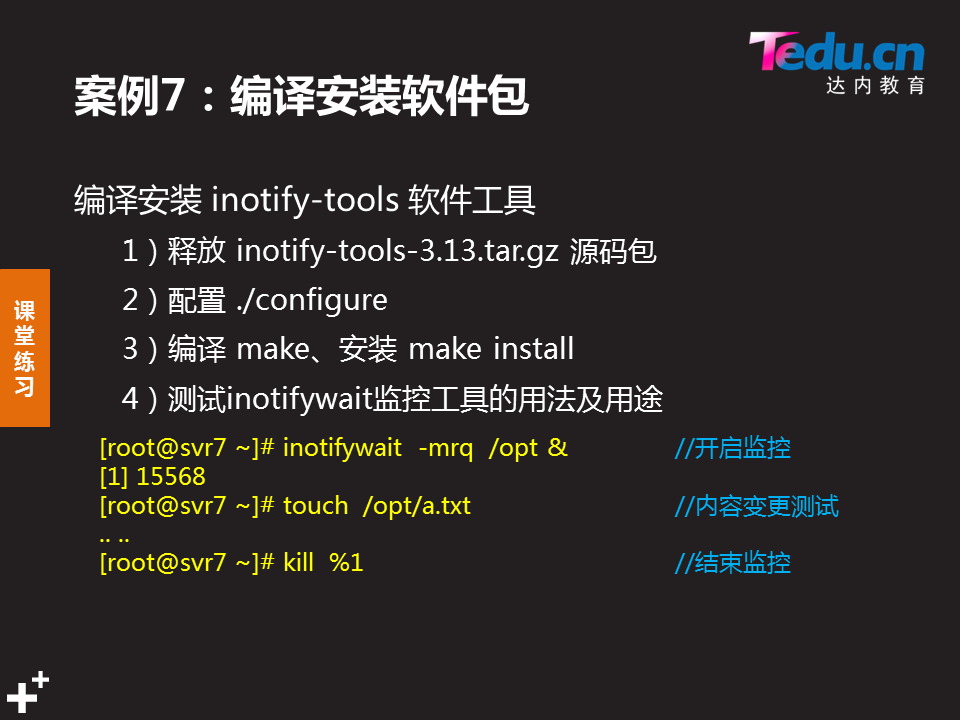 Tedu.cn
达内教育
案例7：编译安装软件包
编译安装 inotify-tools 软件工具
1）释放 inotify-tools-3.13.tar.gz 源码包
2）配置 ./configure
3）编译 make、安装 make install
4）测试inotifywait监控工具的用法及用途
课堂练习
[root@svr7 ~]# inotifywait -mrq /opt & //开启监控
[1] 15568
[root@svr7 ~]# touch /opt/a.txt //内容变更测试
.. ..
[root@svr7 ~]# kill %1 //结束监控